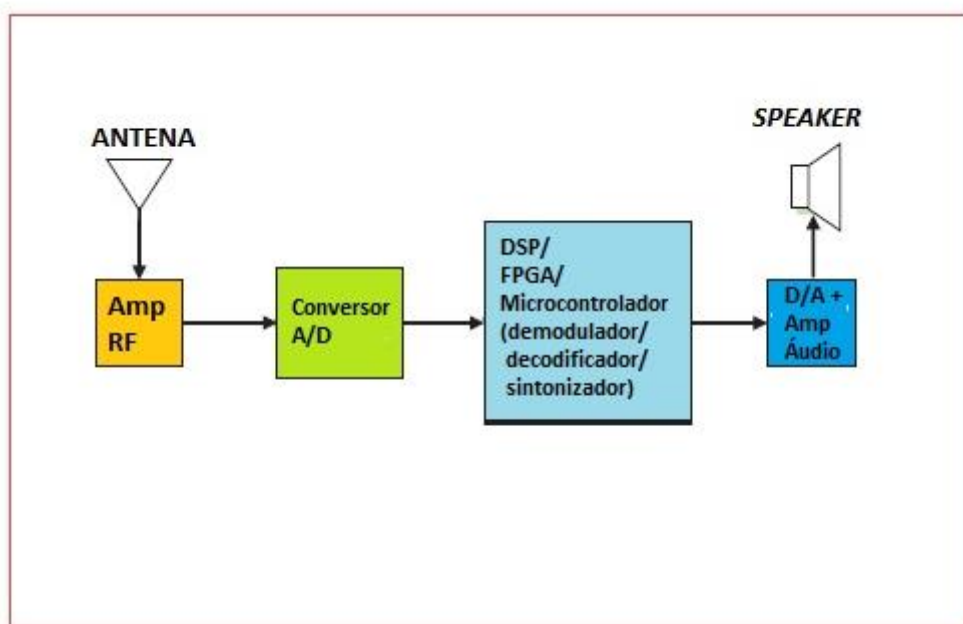 ANTENA
SPEAKER
Amp
RF
Conversor
A/D
DSP/
FPGA/
Microcontrolador
(demodulador/
decodificador/
sintonizador)
D/A +
Amp
Áudio